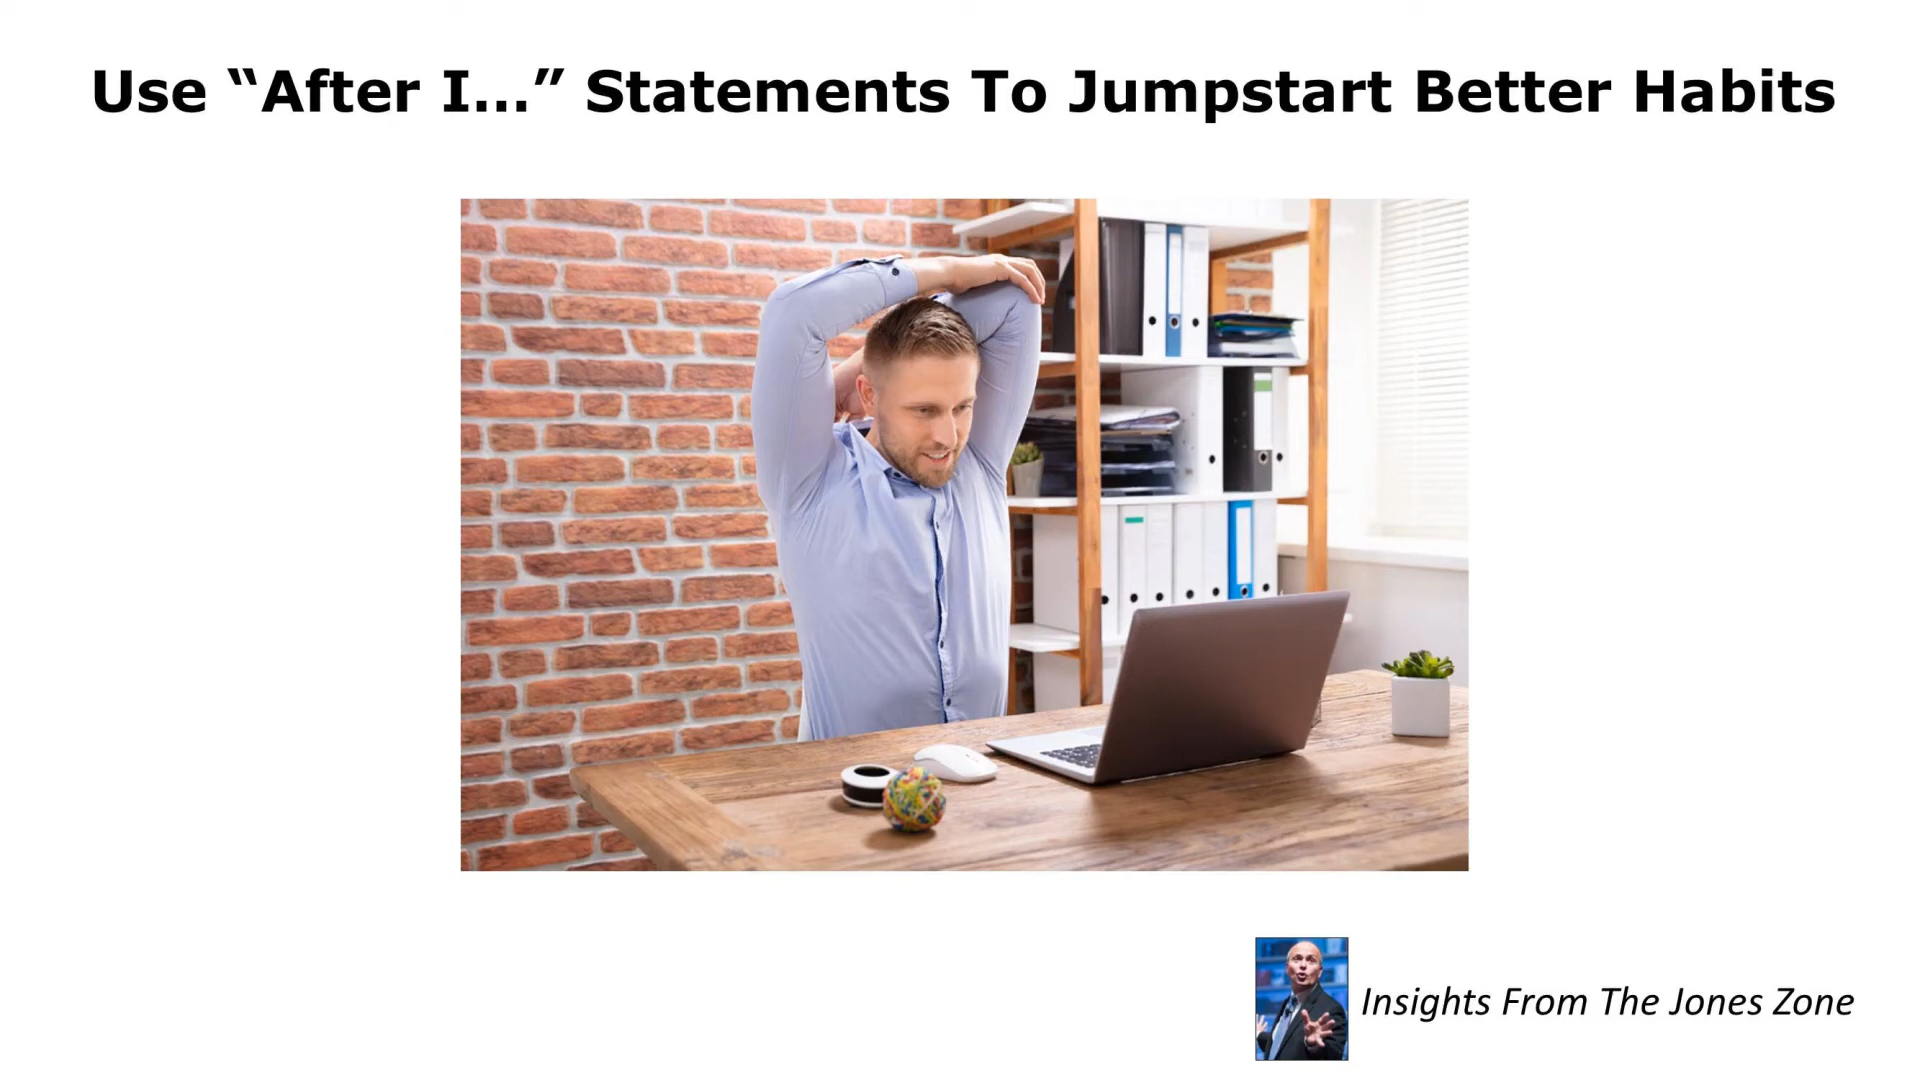 Use “After I…” Statements To Jumpstart Better Habits
Insights From The Jones Zone